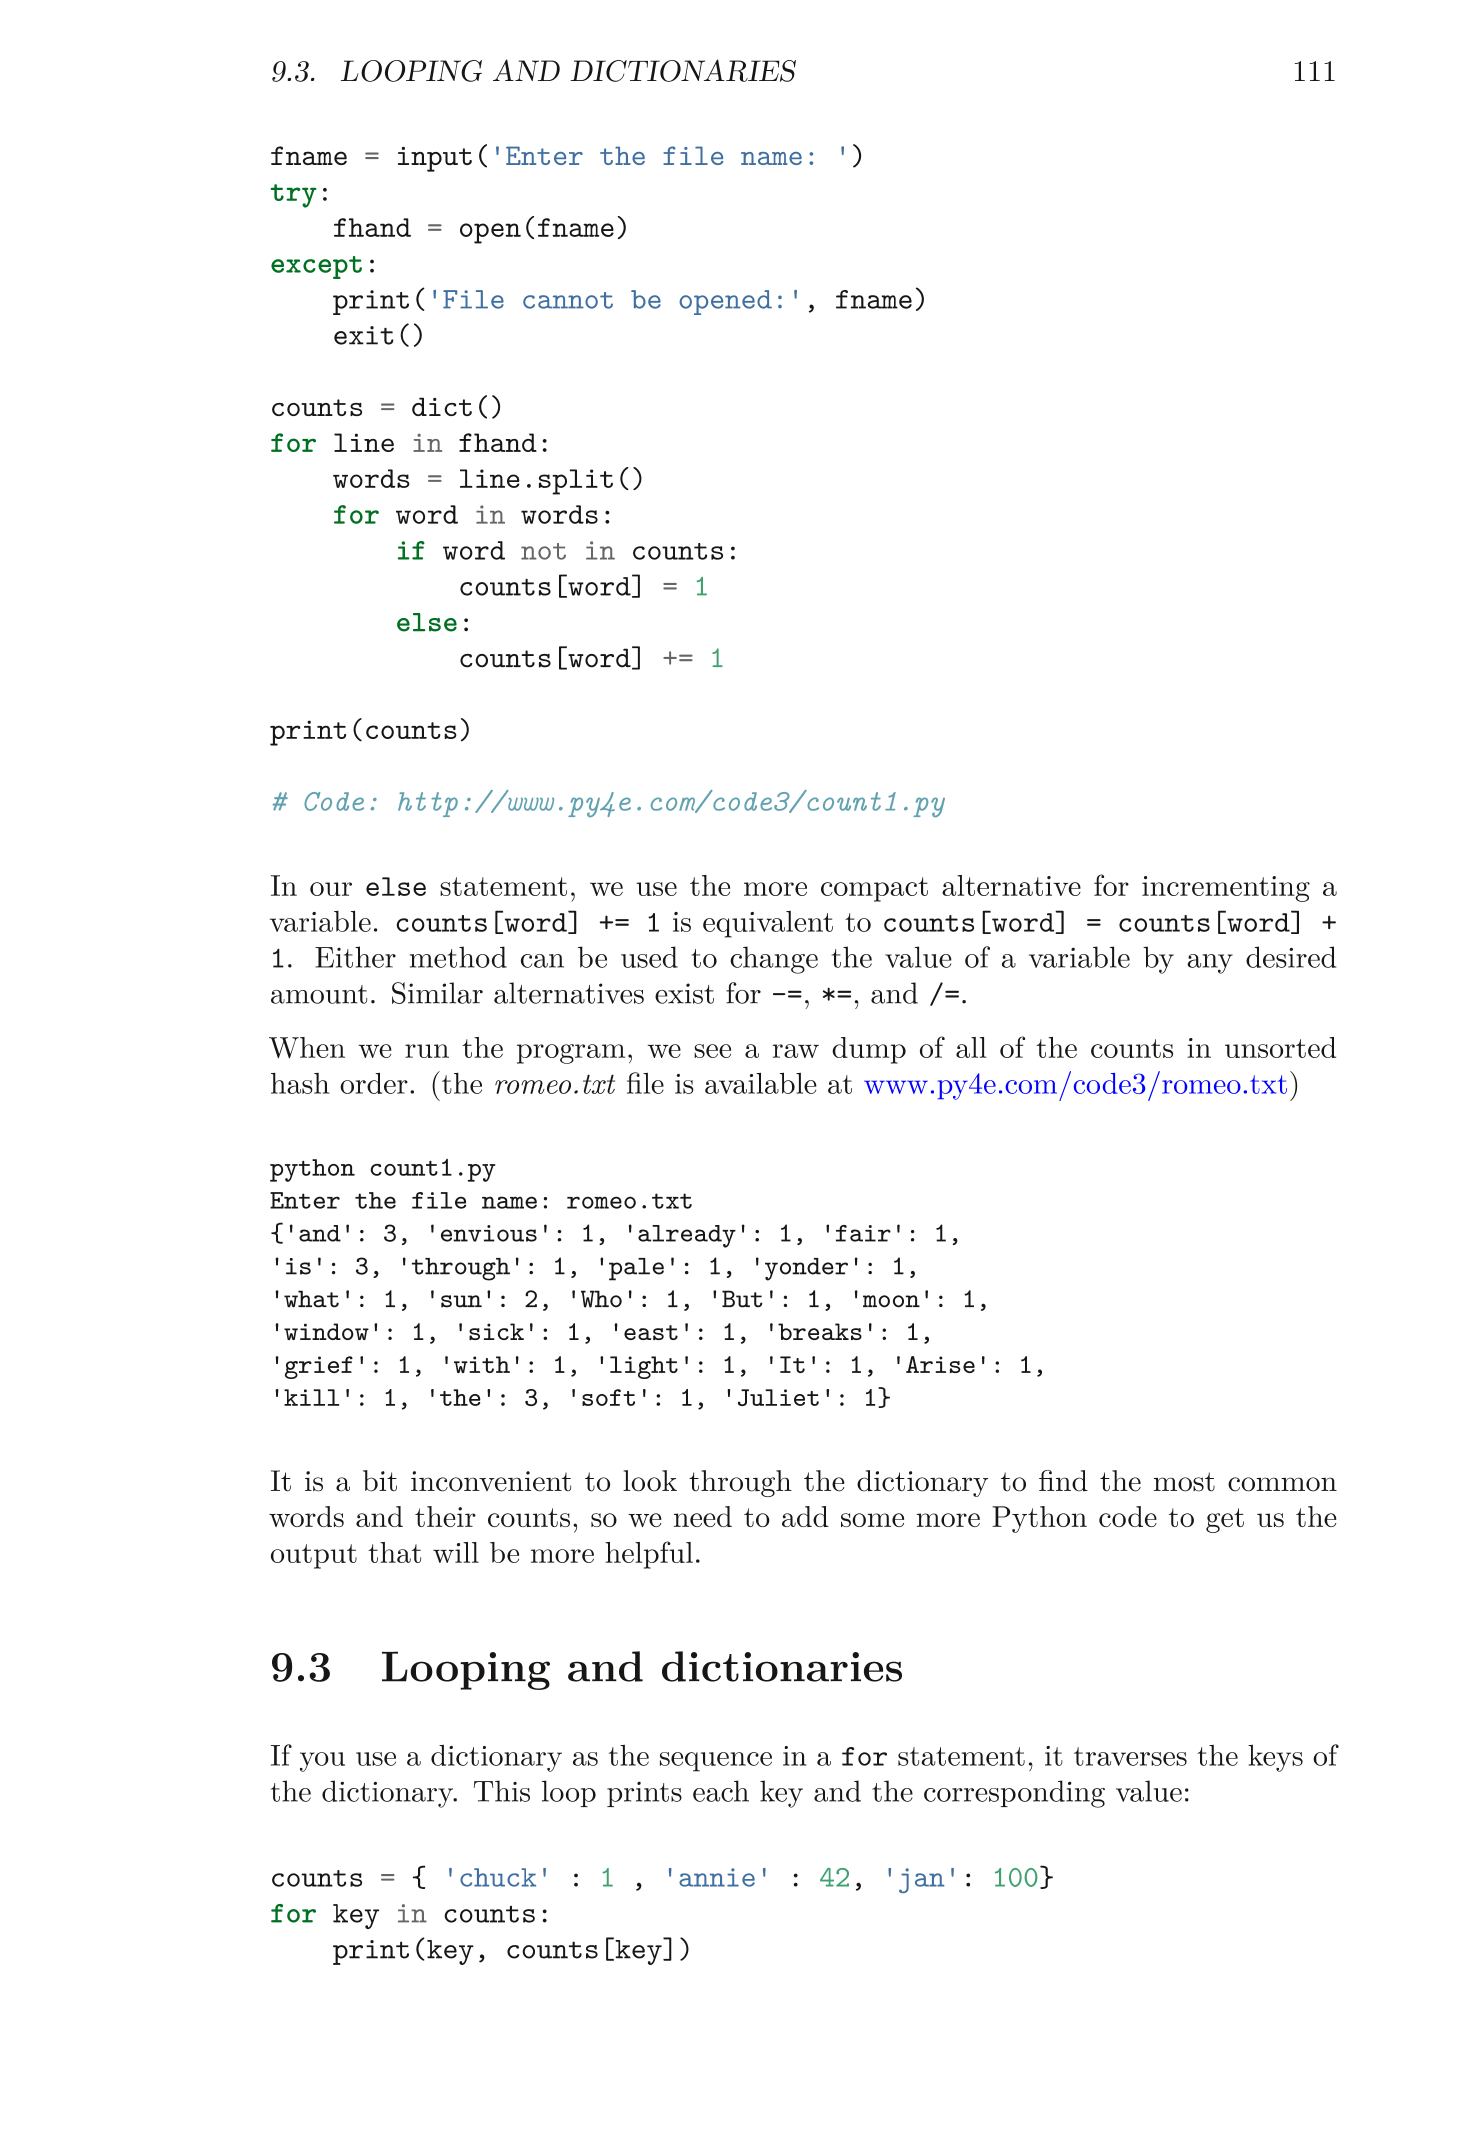 9.3. LOOPING AND DICTIONARIES 111
fname = input('Enter the file name: ')
try:
    fhand = open(fname)
except:
    print('File cannot be opened:', fname)
    exit()
counts = dict()
for line in fhand:
    words = line.split()
    for word in words:
        if word not in counts:
            counts[word] = 1
        else:
            counts[word] += 1
print(counts)
# Code: http://www.py4e.com/code3/count1.py
In our else statement, we use the more compact alternative for incrementing a
variable. counts[word] += 1 is equivalent to counts[word] = counts[word] +
1. Either method can be used to change the value of a variable by any desired
amount. Similar alternatives exist for -=, *=, and /=.
When we run the program, we see a raw dump of all of the counts in unsorted
hash order. (the romeo.txt file is available at www.py4e.com/code3/romeo.txt)
python count1.py
Enter the file name: romeo.txt
{'and': 3, 'envious': 1, 'already': 1, 'fair': 1,
'is': 3, 'through': 1, 'pale': 1, 'yonder': 1,
'what': 1, 'sun': 2, 'Who': 1, 'But': 1, 'moon': 1,
'window': 1, 'sick': 1, 'east': 1, 'breaks': 1,
'grief': 1, 'with': 1, 'light': 1, 'It': 1, 'Arise': 1,
'kill': 1, 'the': 3, 'soft': 1, 'Juliet': 1}
It is a bit inconvenient to look through the dictionary to find the most common
words and their counts, so we need to add some more Python code to get us the
output that will be more helpful.
9.3 Looping and dictionaries
If you use a dictionary as the sequence in a for statement, it traverses the keys of
the dictionary. This loop prints each key and the corresponding value:
counts = { 'chuck' : 1 , 'annie' : 42, 'jan': 100}
for key in counts:
    print(key, counts[key])